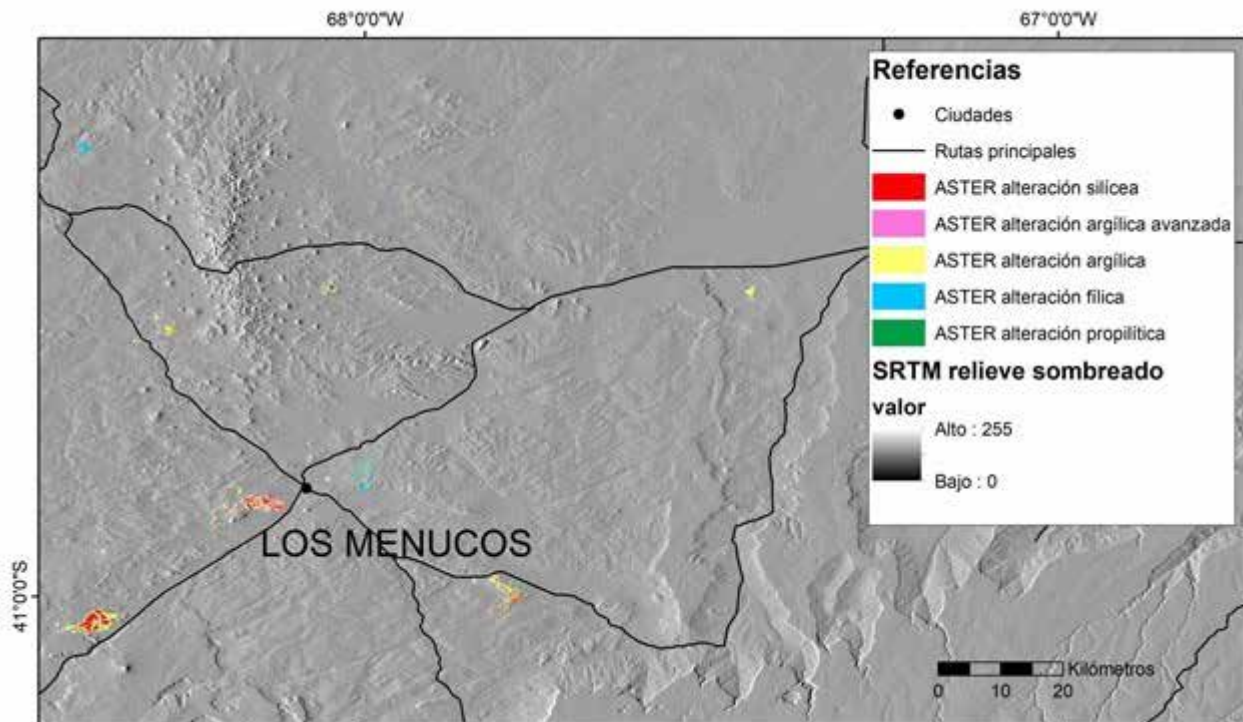 68°0'0"W
67°0'0"W
Referencias
Ciudades
Rutas principales
ASTER alteración silícea
ASTER alteración argílica avanzada
ASTER alteración argílica
ASTER alteración fílica
ASTER alteración propilítica
SRTM relieve sombreado
valor
Alto : 255
Bajo : 0
LOS MENUCOS
41°0'0"S
Kilómetros
0 10 20